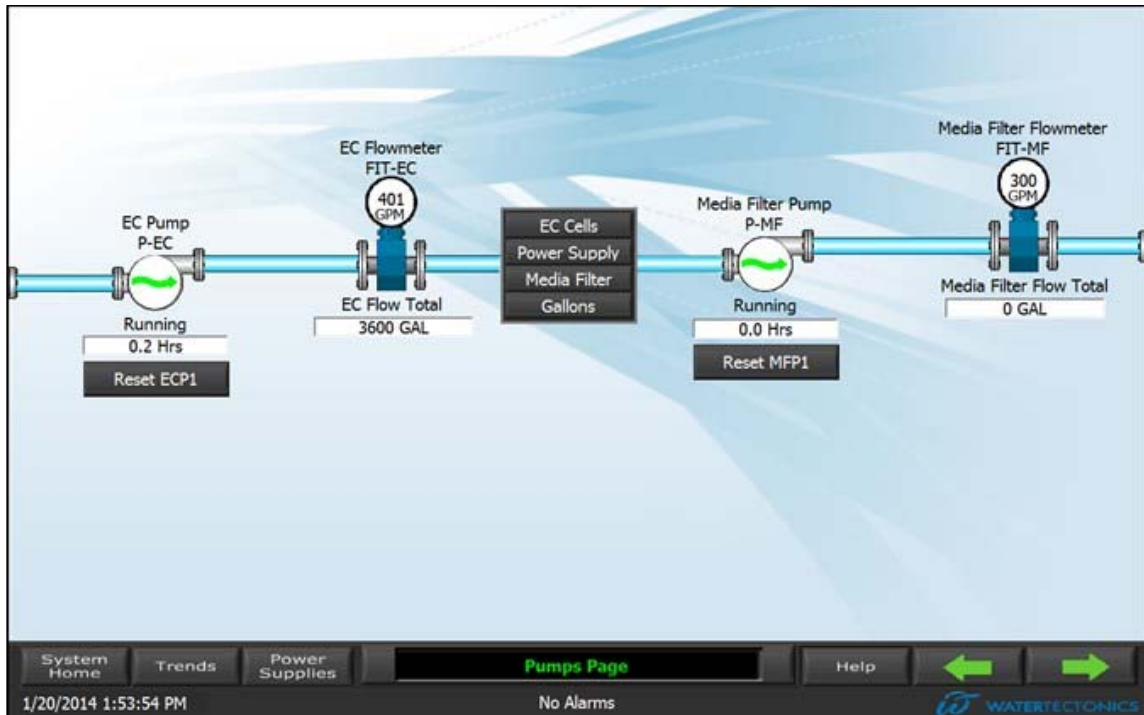 EC Pump
P-EC
Running
0.2 Hrs
Reset ECP1
EC Flowmeter
FIT-EC
401
GPM
EC Flow Total
3600 GAL
EC Cells
Power Supply
Media Filter
Gallons
Media Filter Pump
P-MF
Running
0.0 Hrs
Reset MFP1
Media Filter Flowmeter
FIT-MF
300
GPM
Media Filter Flow Total
0 GAL
System
Home
Trends
Power
Supplies
Pumps Page
Help
1/20/2014 1:53:54 PM
No Alarms
WATERTECTONICS